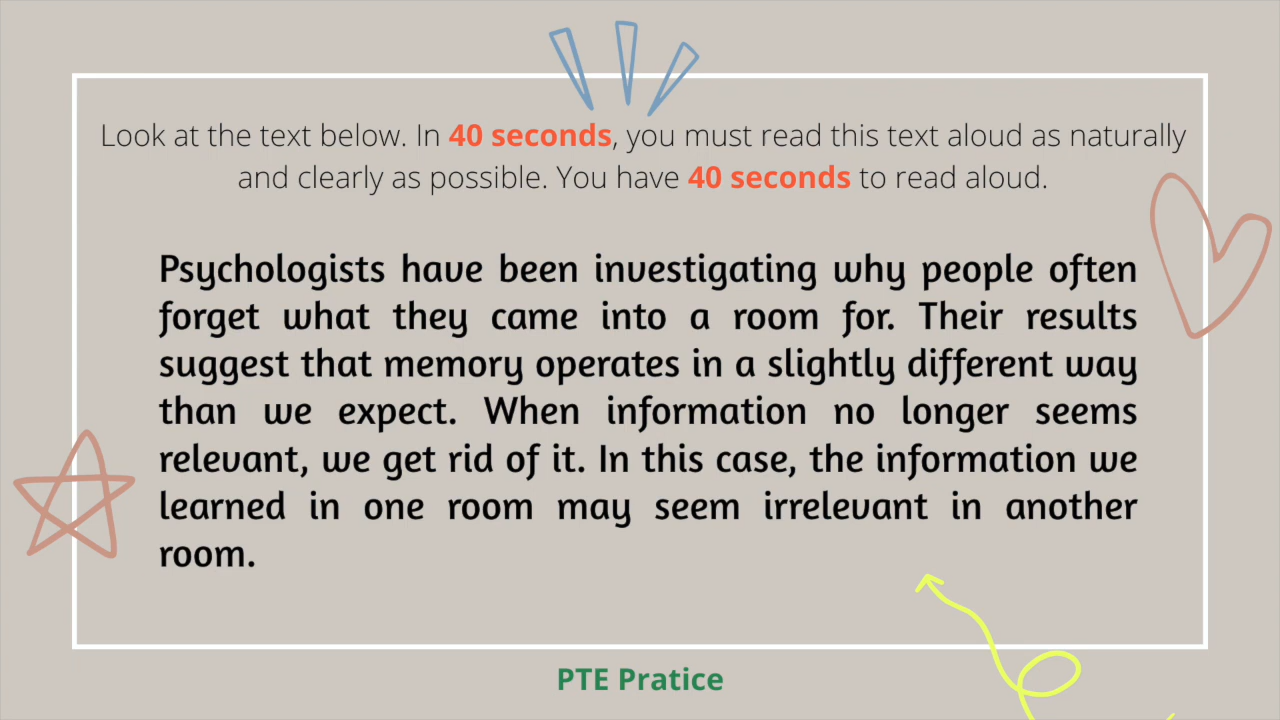 Look at the text below. In 40 seconds, you must read this text aloud as naturally
and clearly as possible. You have 40 seconds to read aloud.
Psychologists have been investigating why people often
forget what they came into a room for. Their results
suggest that memory operates in a slightly different way
than we expect. When information no longer seems
relevant, we get rid of it. In this case, the information we
learned in one room may seem irrelevant in another
room.
PTE Pratice